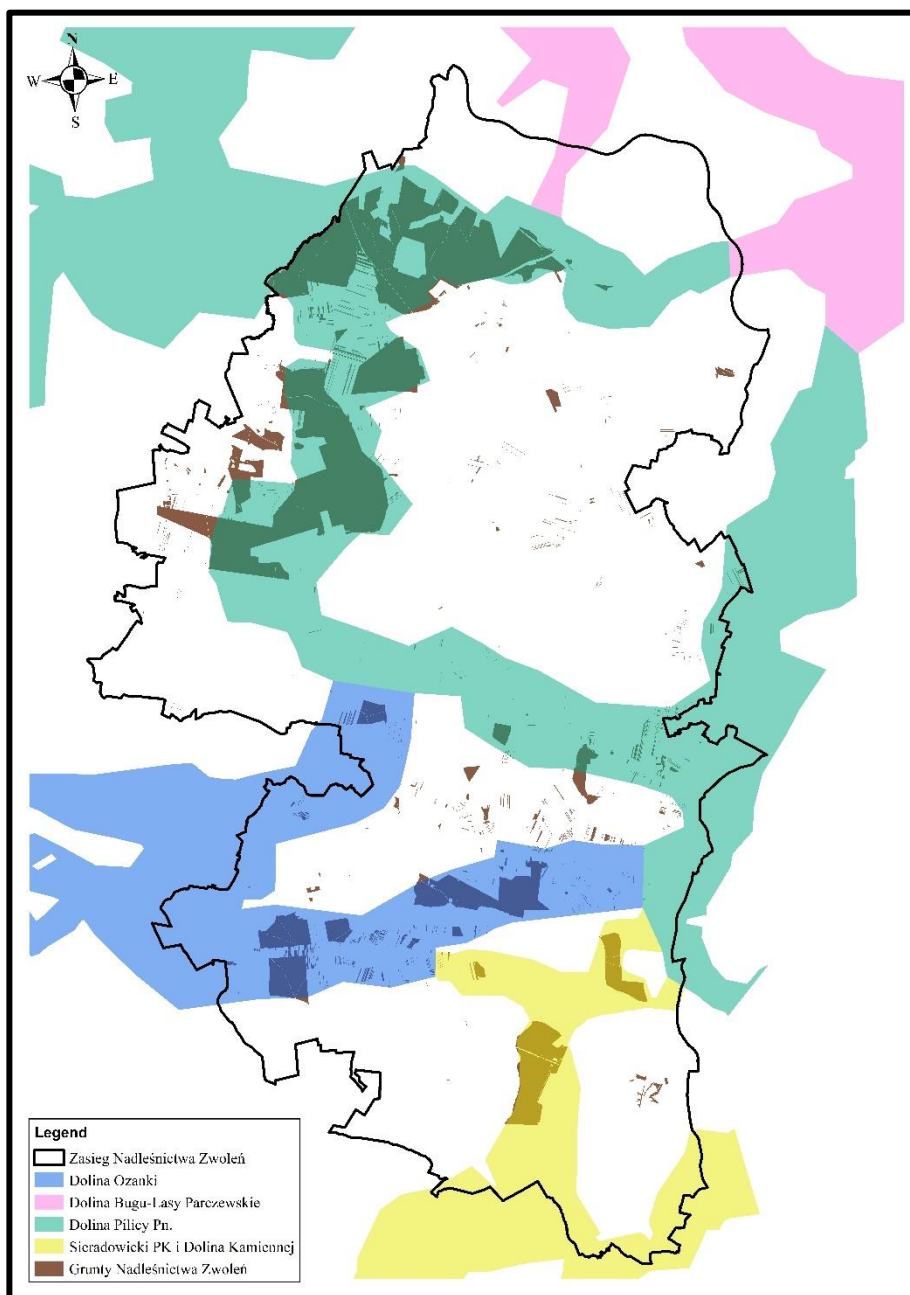 N
W E
S
Legend
Zasięg Nadleśnictwa Zwoleń
Dolina Ozanki
Dolina Bugu-Lasy Parczewskie
Dolina Pilicy Pn.
Sieradowicki PK i Dolina Kamiennej
Grunty Nadleśnictwa Zwoleń